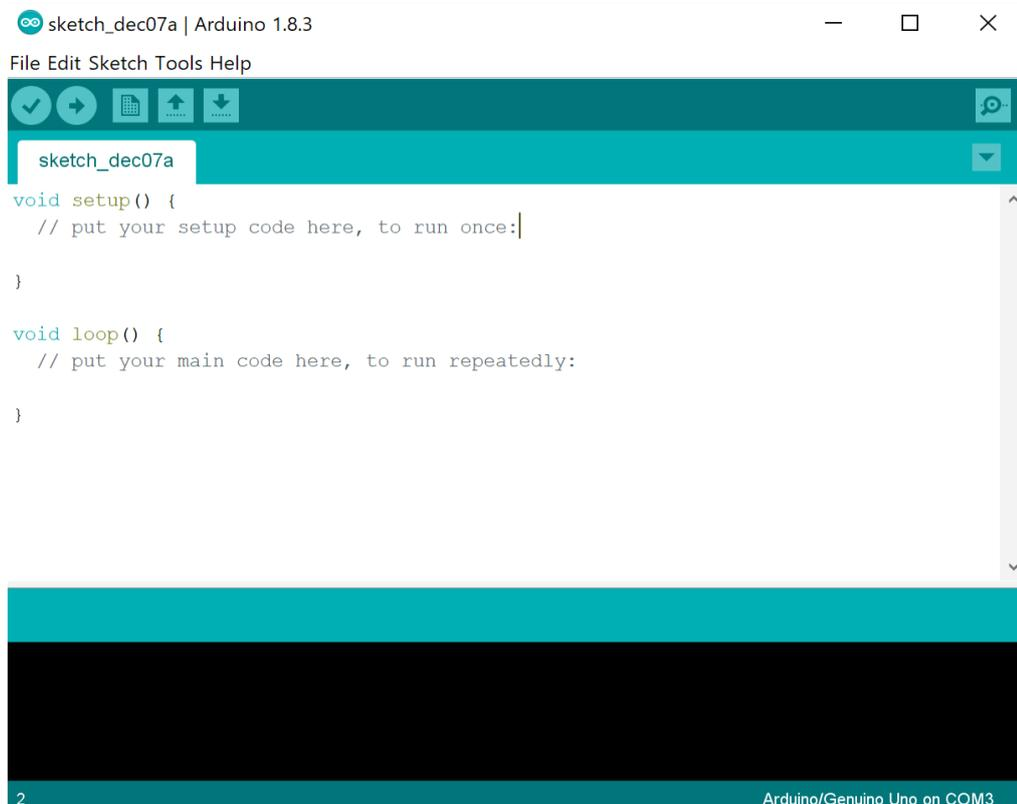 sketch_dec07a | Arduino 1.8.3
File Edit Sketch Tools Help
sketch_dec07a
void setup() {
  // put your setup code here, to run once:
}
void loop() {
  // put your main code here, to run repeatedly:
}
2
Arduino/Genuino Uno on COM3